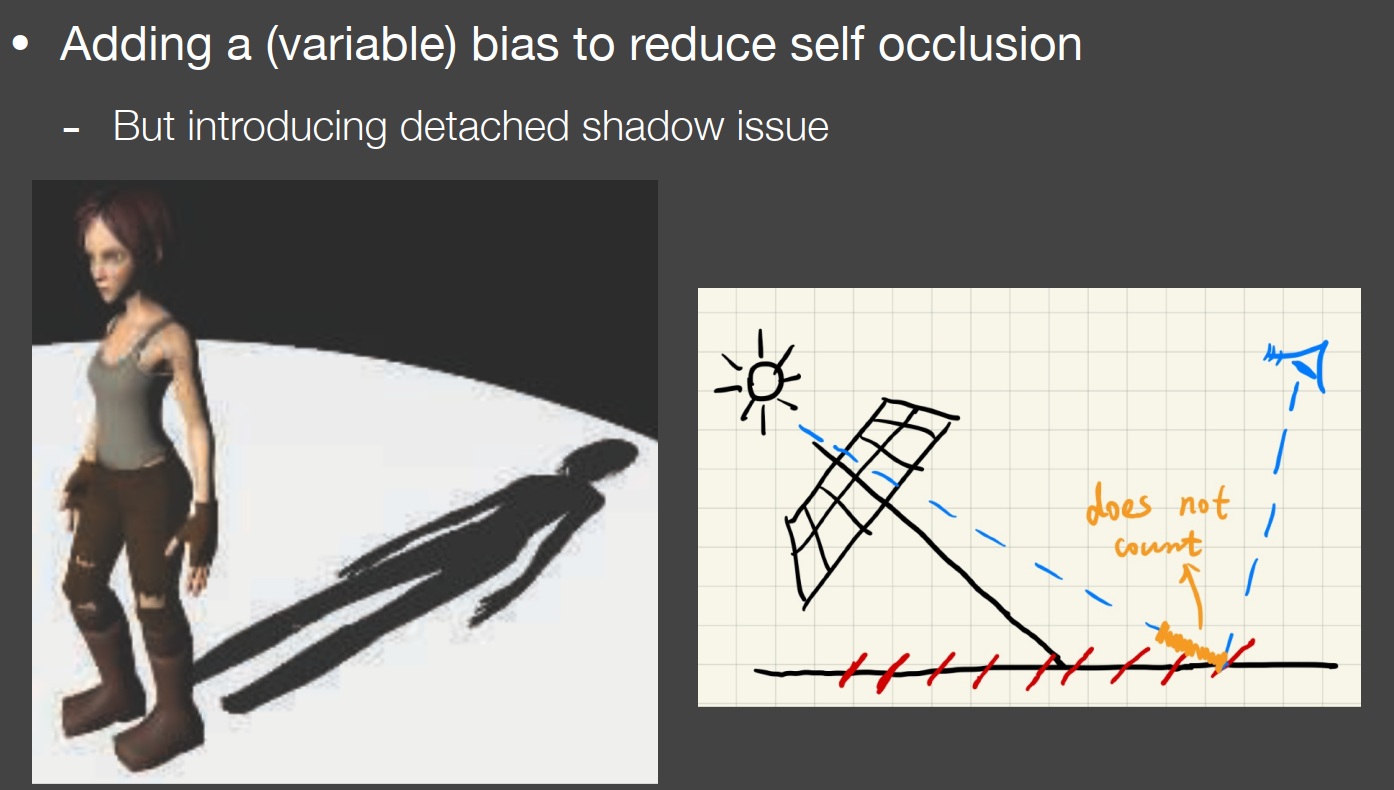 • Adding a (variable) bias to reduce self occlusion
- But introducing detached shadow issue
does not
count